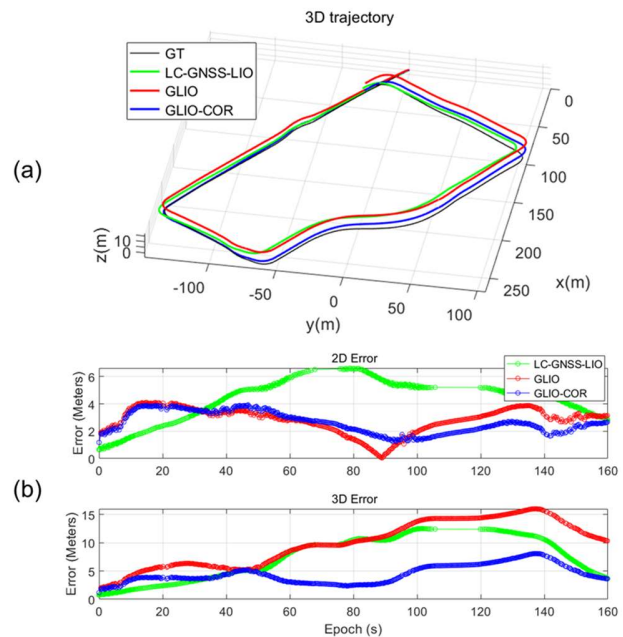 3D trajectory
GT
LC-GNSS-LIO
GLIO
GLIO-COR
(a)
0
50
100
150
200
250
x(m)
z(m)
10
0
-100
-50
0
50
100
y(m)
2D Error
LC-GNSS-LIO
GLIO
GLIO-COR
Error (Meters)
6
4
2
0
0 20 40 60 80 100 120 140 160
(b)
3D Error
Error (Meters)
15
10
5
0
0 20 40 60 80 100 120 140 160
Epoch (s)